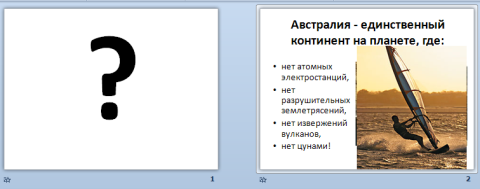 ?
Австралия - единственный
континент на планете, где:
• нет атомных
электростанций,
• нет
разрушительных
землетрясений,
• нет извержений
вулканов,
• нет цунами!
1
2